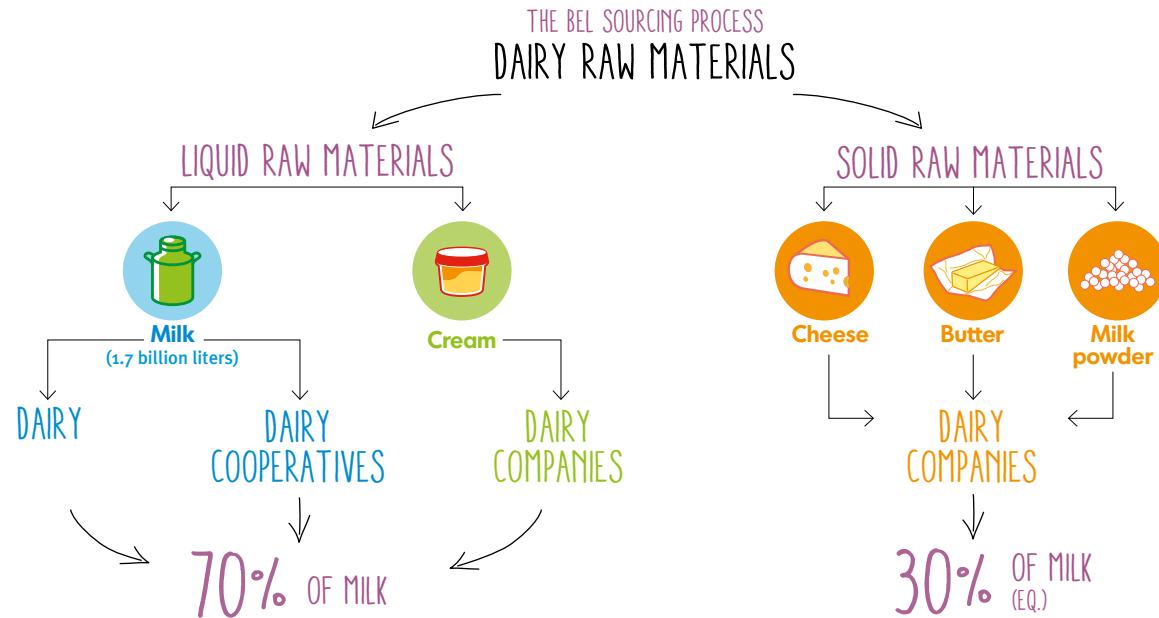 THE BEL SOURCING PROCESS
DAIRY RAW MATERIALS
LIQUID RAW MATERIALS
SOLID RAW MATERIALS
Milk
(1.7 billion liters)
Cream
Cheese
Butter
Milk
powder
DAIRY
DAIRY
COOPERATIVES
DAIRY
COMPANIES
DAIRY
COMPANIES
70% OF MILK
30% OF MILK
(EQ.)